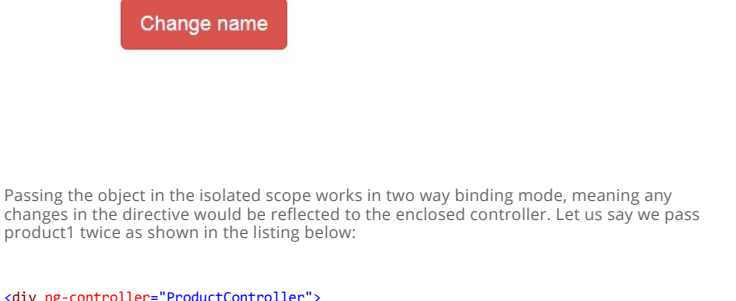 Change name
Passing the object in the isolated scope works in two way binding mode, meaning any
changes in the directive would be reflected to the enclosed controller. Let us say we pass
product1 twice as shown in the listing below:
<div ng-controller="ProductController">